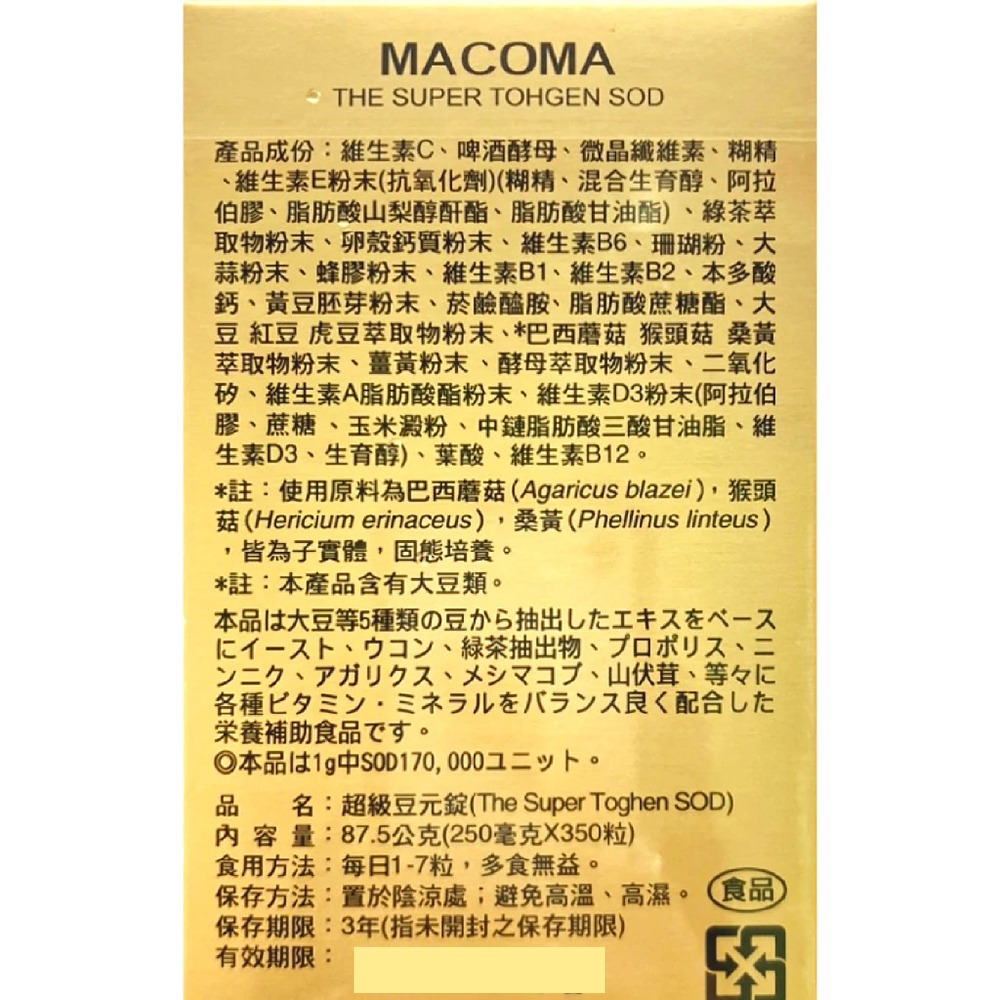 MACOMA
THE SUPER TOHGEN SOD
產品成份：維生素C、啤酒酵母、微晶纖維素、糊精
、維生素E粉末(抗氧化劑)(糊精、混合生育醇、阿拉
伯膠、脂肪酸山梨醇酐酯、脂肪酸甘油酯)、綠茶萃
取物粉末、卵殼鈣質粉末、維生素B6、珊瑚粉、大
蒜粉末、蜂膠粉末、維生素B1、維生素B2、本多酸
鈣、黃豆胚芽粉末、菸鹼醯胺、脂肪酸蔗糖酯、大
豆 紅豆 虎豆萃取物粉末、*巴西蘑菇 猴頭菇 桑黃
萃取物粉末、薑黃粉末、酵母萃取物粉末、二氧化
矽、維生素A脂肪酸酯粉末、維生素D3粉末(阿拉伯
膠、蔗糖、玉米澱粉、中鏈脂肪酸三酸甘油脂、維
生素D3、生育醇)、葉酸、維生素B12。
*註：使用原料為巴西蘑菇(Agaricus blazei)，猴頭
菇(Hericium erinaceus)，桑黃(Phellinus linteus)
，皆為子實體，固態培養。
*註：本產品含有大豆類。
本品は大豆等5種類の豆から抽出したエキスをベース
にイースト、ウコン、緑茶抽出物、プロポリス、ニ
ンニク、アガリクス、メシマコブ、山伏茸、等々に
各種ビタミン・ミネラルをバランス良く配合した
栄養補助食品です。
◎本品は1g中SOD170,000ユニット。
品　　名：超級豆元錠(The Super Toghen SOD)
內 容 量：87.5公克(250毫克X350粒)
食用方法：每日1-7粒，多食無益。
保存方法：置於陰涼處；避免高溫、高濕。
食品
保存期限：3年(指未開封之保存期限)
有效期限：